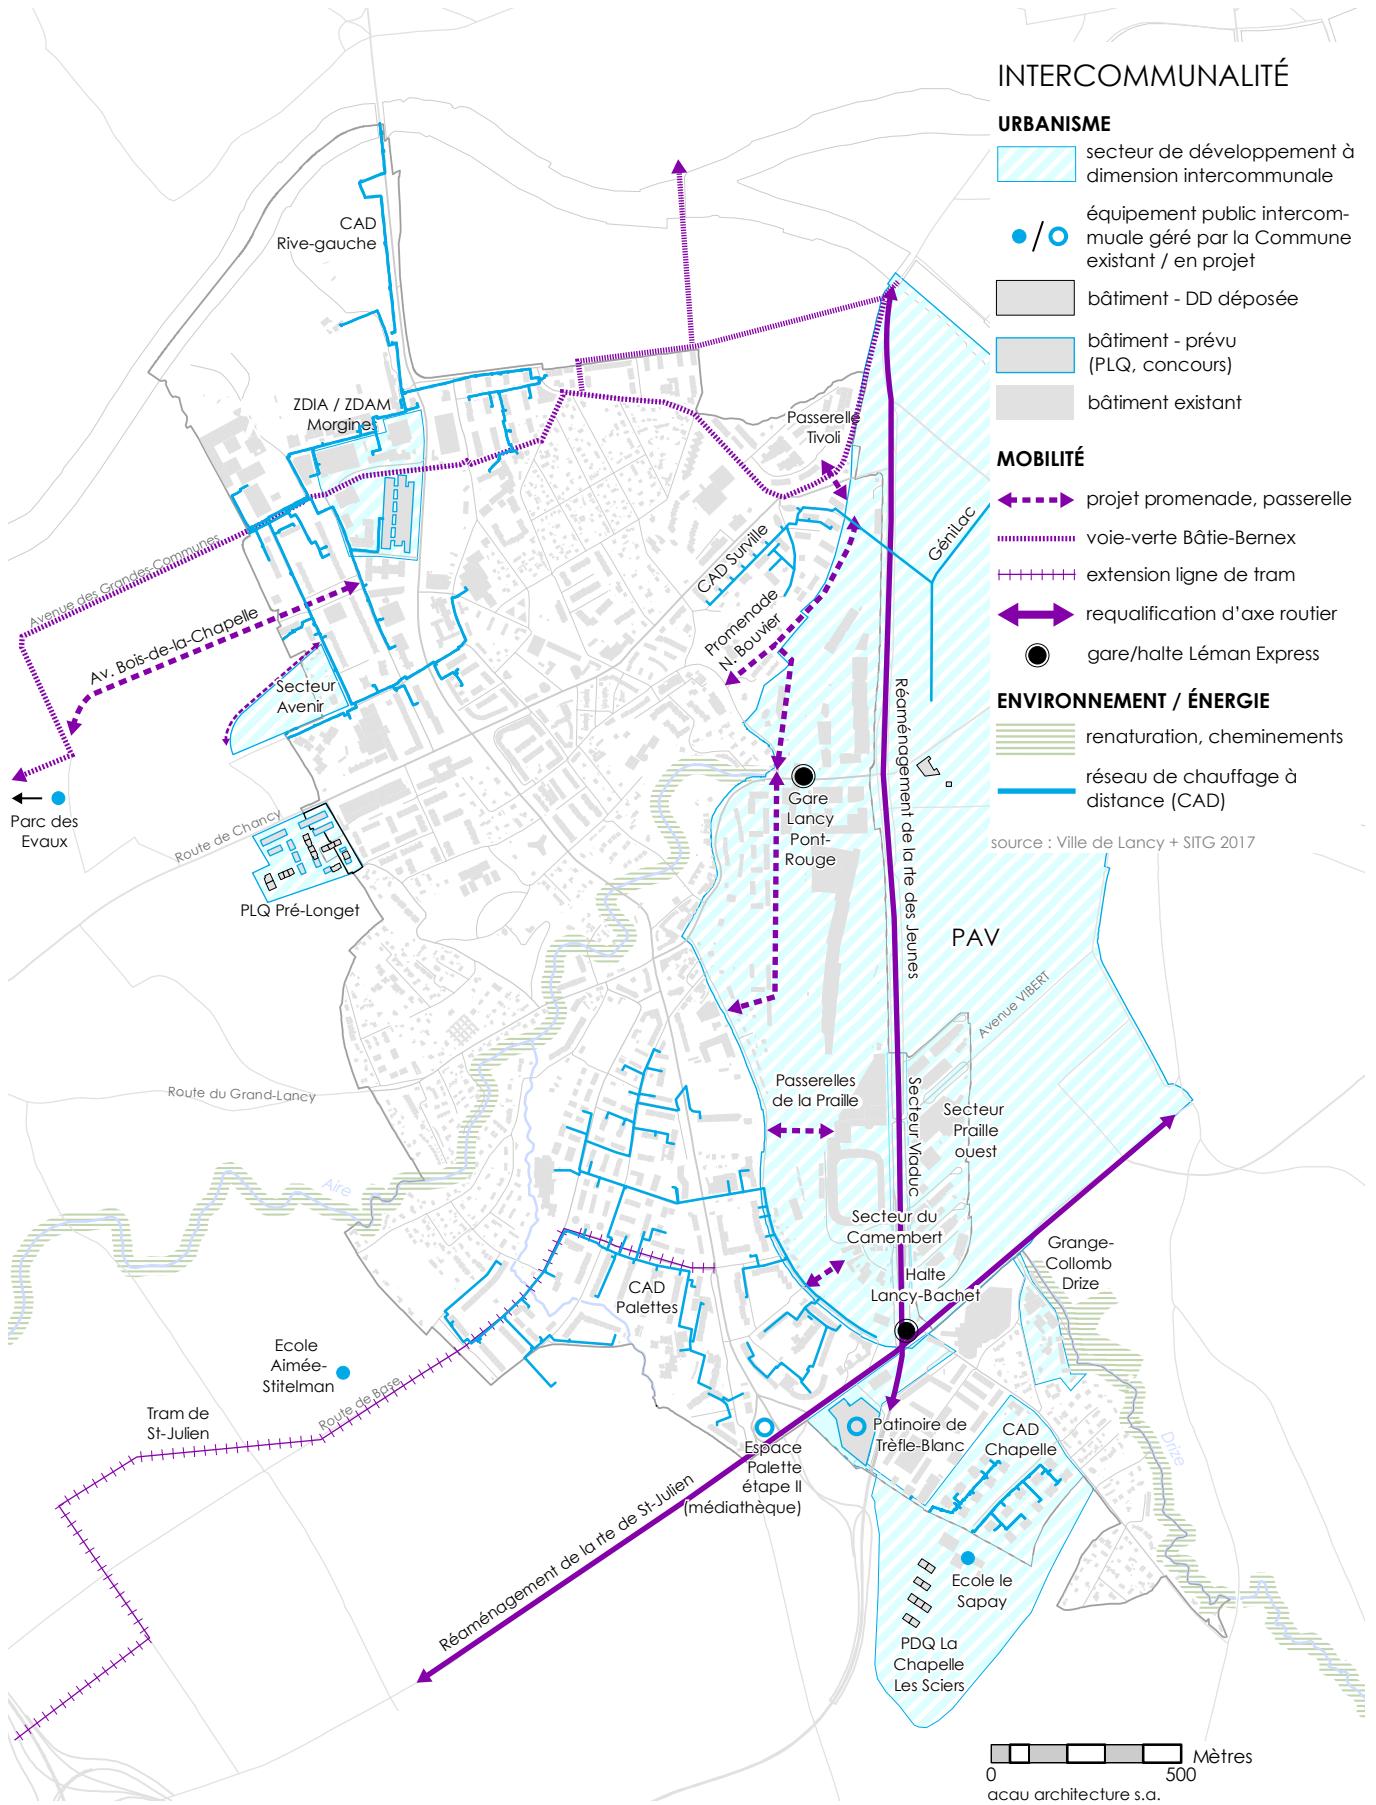 INTERCOMMUNALITÉ
URBANISME
secteur de développement à
dimension intercommunale
équipement public intercom-
muale géré par la Commune
existant / en projet
bâtiment - DD déposée
bâtiment - prévu
(PLQ, concours)
bâtiment existant
MOBILITÉ
projet promenade, passerelle
voie-verte Bâtie-Bernex
extension ligne de tram
requalification d'axe routier
gare/halte Léman Express
ENVIRONNEMENT / ÉNERGIE
renaturation, cheminements
réseau de chauffage à
distance (CAD)
source : Ville de Lancy + SITG 2017
CAD
Rive-gauche
ZDIA / ZDAM
Morgines
Passerelle
Tivoli
GéniLac
CAD Surville
Promenade
N. Bouvier
Avenue des Grandes-Communes
Av. Bois-de-la-Chapelle
Secteur
Avenir
Parc des
Evaux
Route de Chancy
PLQ Pré-Longet
Gare
Lancy
Pont-
Rouge
Réaménagement de la rte des Jeunes
PAV
Avenue VIBERT
Route du Grand-Lancy
Passerelles
de la Praille
Secteur Viaduc
Secteur
Praille
ouest
Aire
Secteur du
Camembert
Halte
Lancy-Bachet
Grange-
Collomb
Drize
CAD
Palettes
Ecole
Aimée-
Stitelman
Route de Base
Tram de
St-Julien
Patinoire de
Trèfle-Blanc
CAD
Chapelle
Drize
Espace
Palette
étape II
(médiathèque)
Réaménagement de la rte de St-Julien
Ecole le
Sapay
PDQ La
Chapelle
Les Sciers
Mètres
0 500
acau architecture s.a.